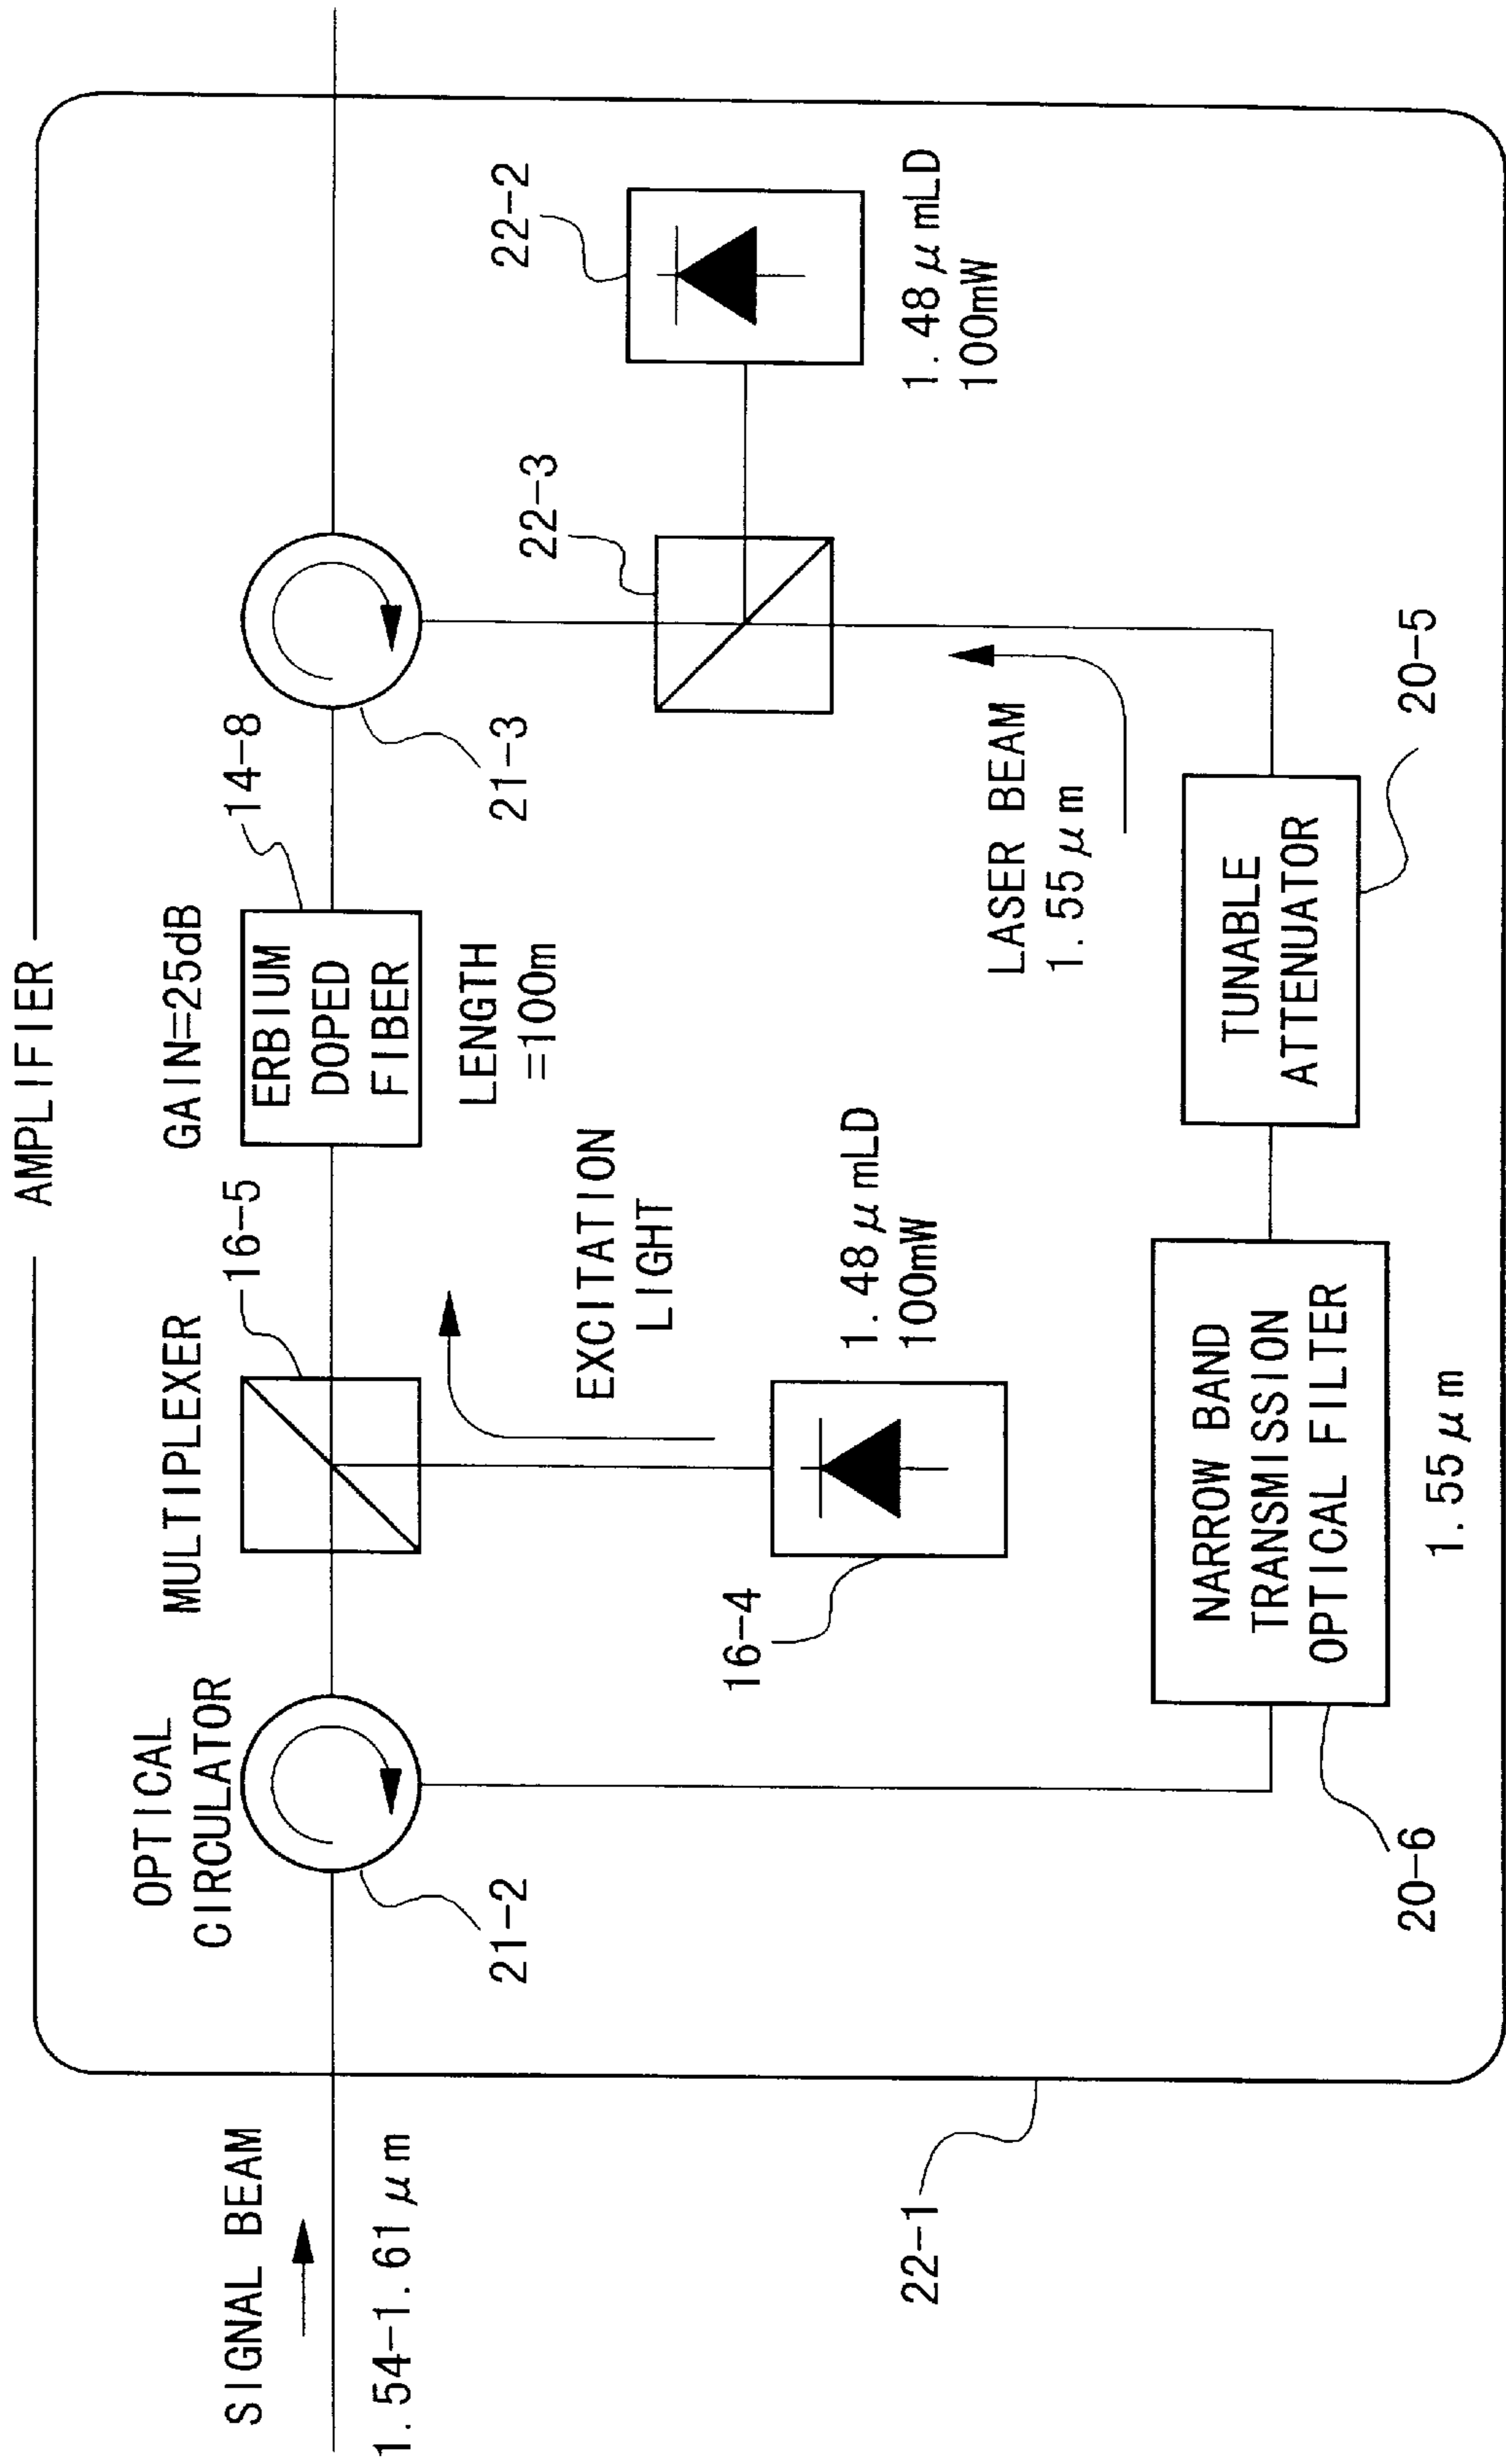 AMPLIFIER
SIGNAL BEAM
1.54-1.61μm
22-1
OPTICAL
CIRCULATOR
21-2
MULTIPLEXER
16-5
GAIN=25dB
ERBIUM
DOPED
FIBER
14-8
LENGTH
=100m
21-3
EXCITATION
LIGHT
16-4
1.48μmLD
100mW
22-3
22-2
1.48μmLD
100mW
LASER BEAM
1.55μm
NARROW BAND
TRANSMISSION
OPTICAL FILTER
1.55μm
20-6
TUNABLE
ATTENUATOR
20-5